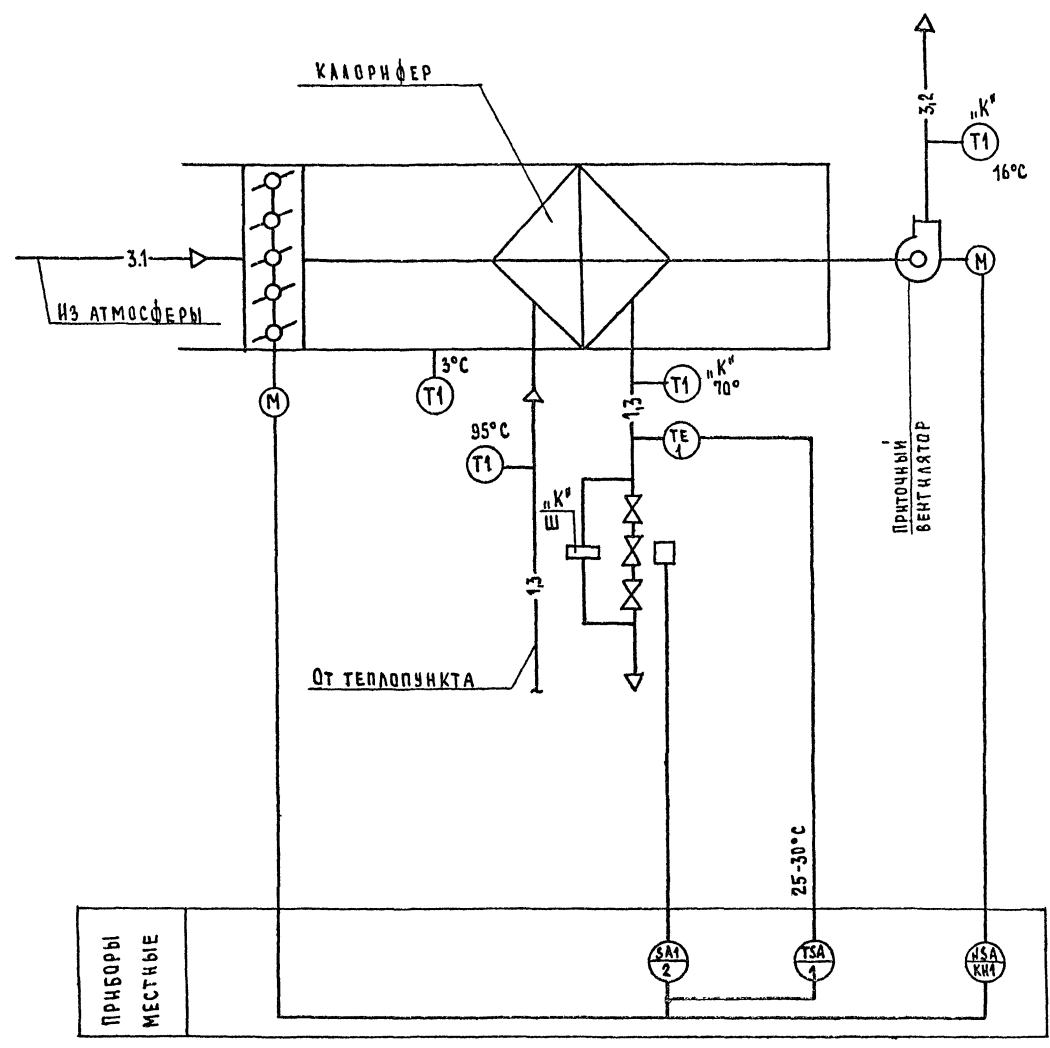 КАЛОРИФЕР
3,2
„К"
Т1
16°С
3.1
М
ИЗ АТМОСФЕРЫ
3°С
Т1
М
Т1
„К"
70°
1,3
95°С
Т1
ТЕ
1
ПРИТОЧНЫЙ
ВЕНТИЛЯТОР
„К"
Ш
1,3
ОТ ТЕПЛОПУНКТА
25-30°С
ПРИБОРЫ
МЕСТНЫЕ
SA1
2
TSA
1
HSA
КН1